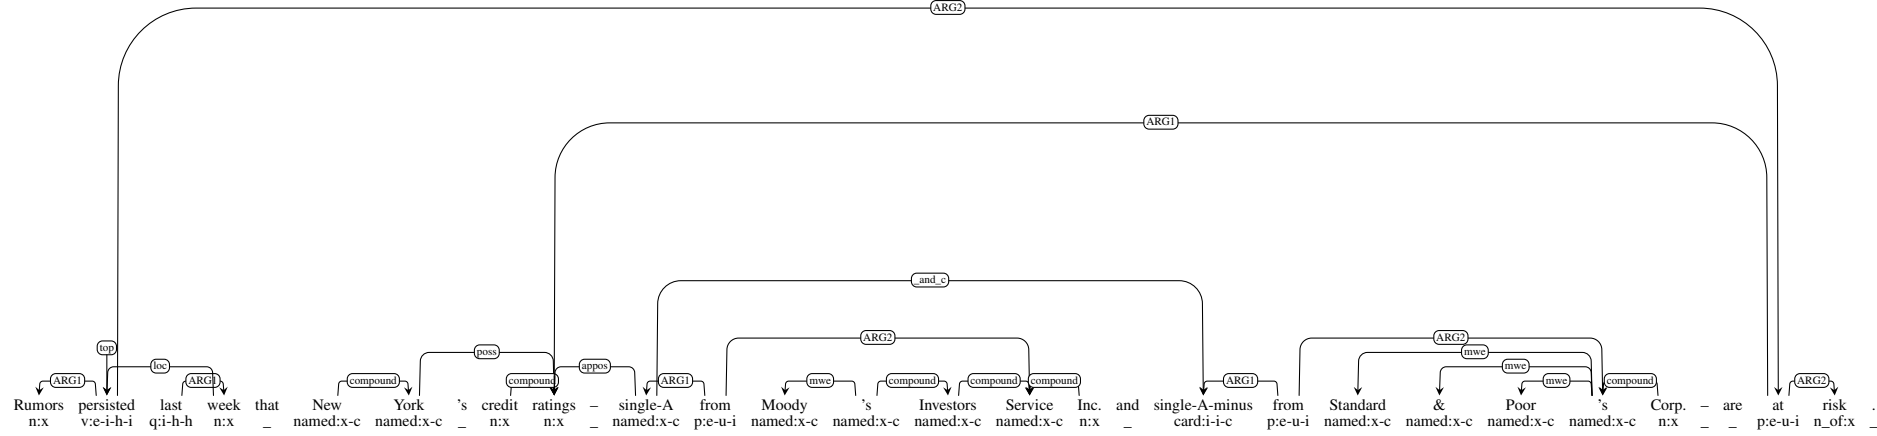 ARG2
ARG1
_and_c
ARG2 ARG2
top poss mwe
loc appos mwe
ARG1 ARG1 compound compound ARG1 mwe compound compound compound ARG1 mwe compound ARG2
Rumors persisted last week that New York 's credit ratings – single-A from Moody 's Investors Service Inc. and single-A-minus from Standard & Poor 's Corp. – are at risk .
n:x v:e-i-h-i q:i-h-h n:x _ named:x-c named:x-c _ n:x n:x _ named:x-c p:e-u-i named:x-c named:x-c named:x-c named:x-c n:x _ card:i-i-c p:e-u-i named:x-c named:x-c named:x-c named:x-c n:x _ _ p:e-u-i n_of:x _